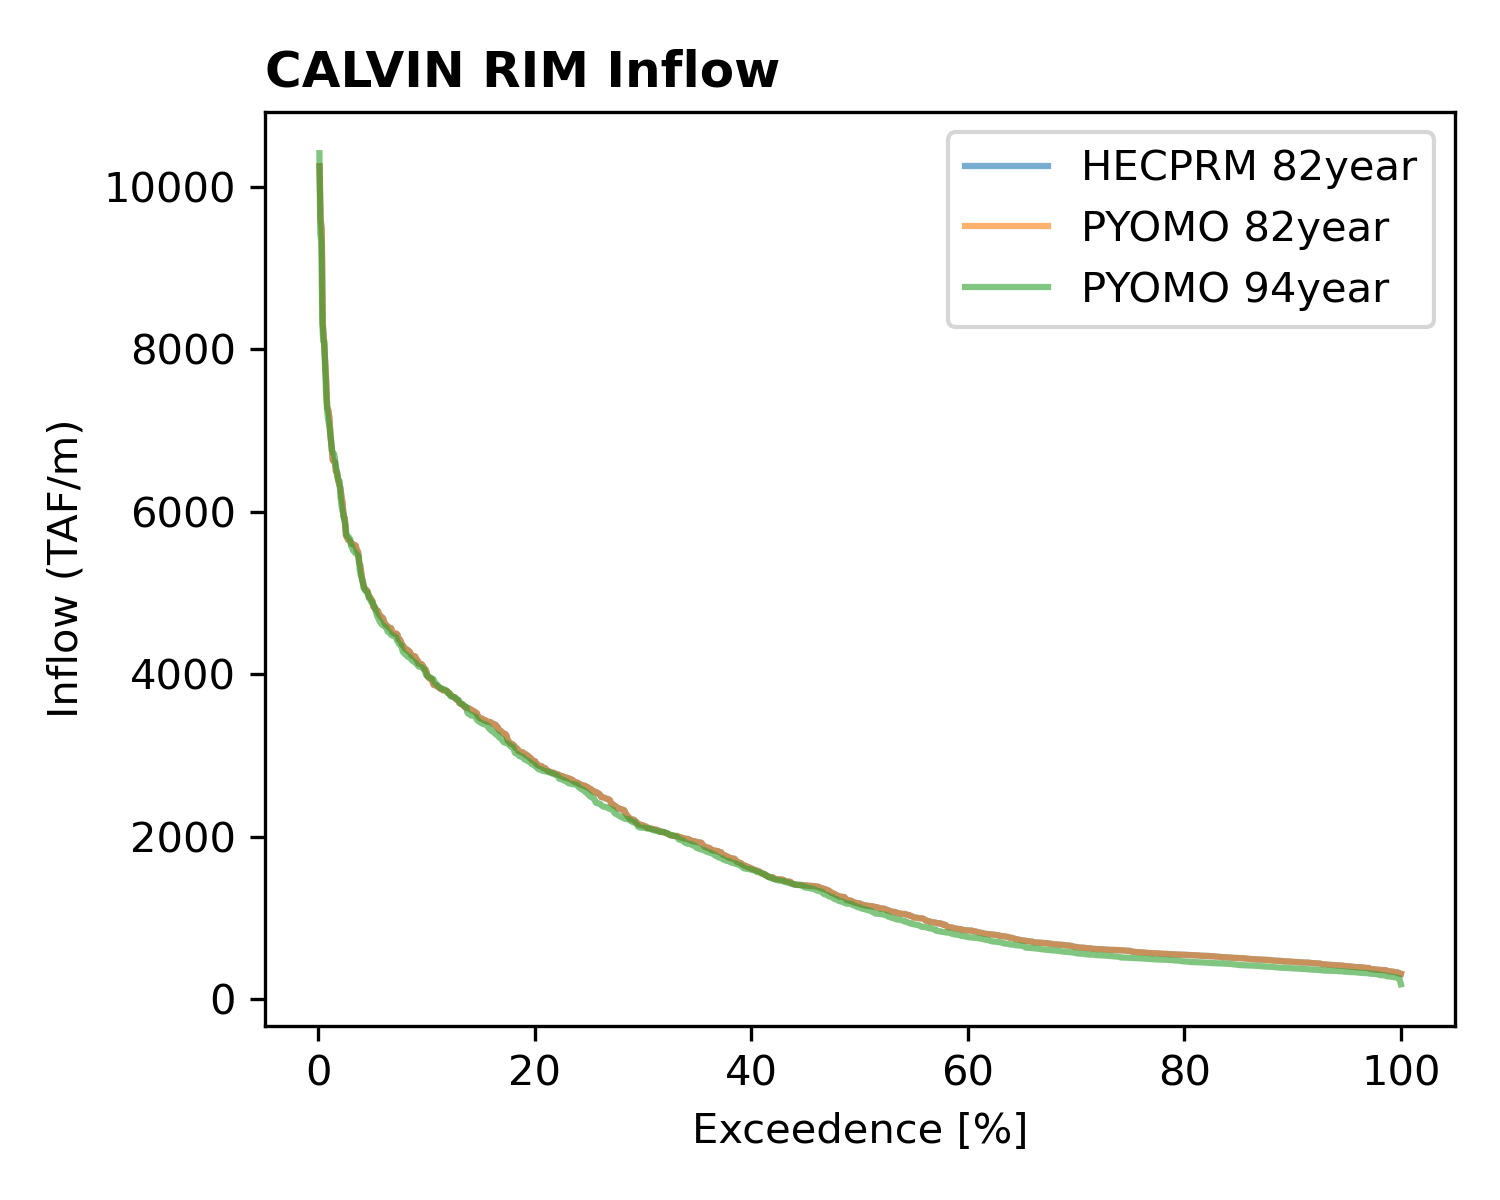 CALVIN RIM Inflow
HECPRM 82year
PYOMO 82year
PYOMO 94year
10000
8000
6000
4000
2000
0
Inflow (TAF/m)
0 20 40 60 80 100
Exceedence [%]